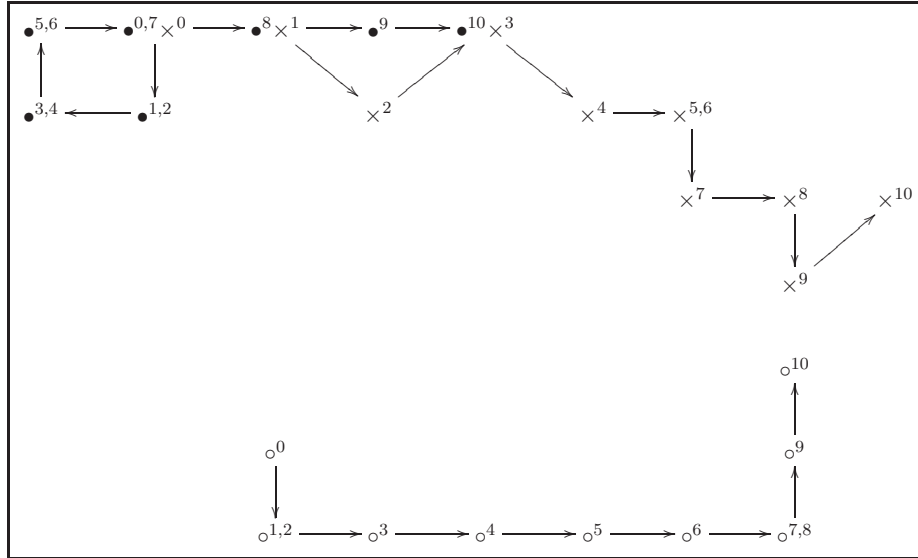 ●5,6 ●0,7 ×0 ●8 ×1 ●9 ●10 ×3
●3,4 ●1,2 ×2 ×4 ×5,6
×7 ×8 ×10
×9
○10
○0 ○9
○1,2 ○3 ○4 ○5 ○6 ○7,8